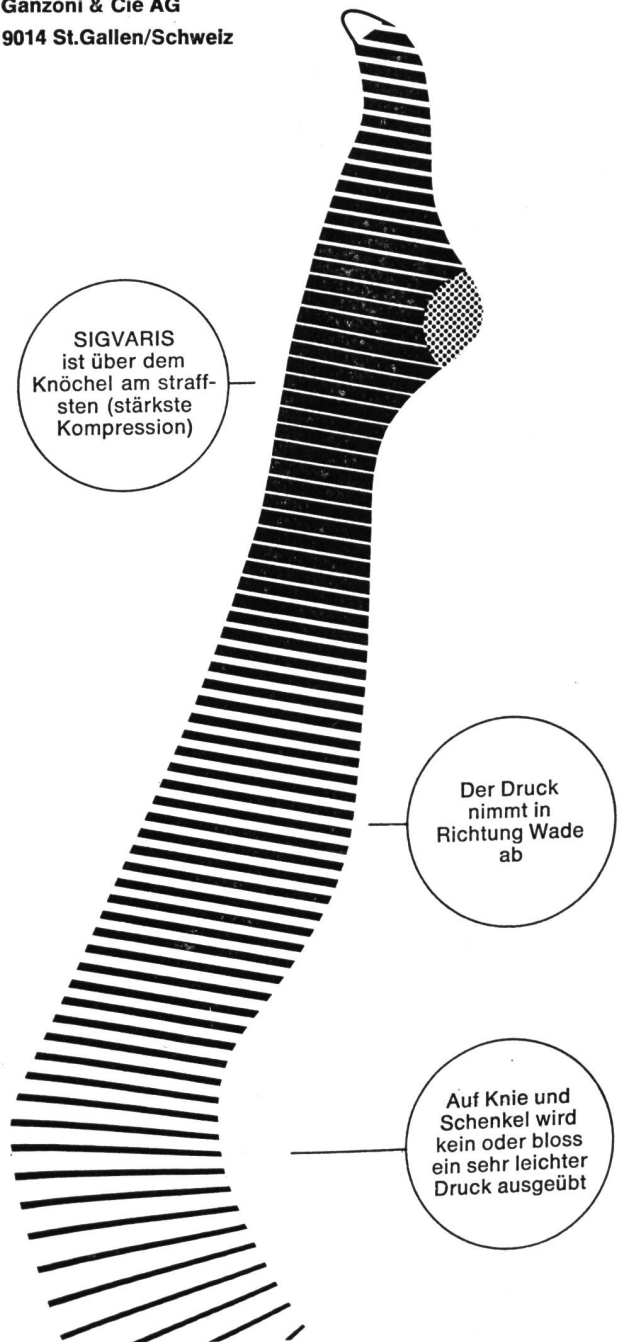 Ganzoni & Cie AG
9014 St.Gallen/Schweiz
SIGVARIS
ist über dem
Knöchel am straff-
sten (stärkste
Kompression)
Der Druck
nimmt in
Richtung Wade
ab
Auf Knie und
Schenkel wird
kein oder bloss
ein sehr leichter
Druck ausgeübt